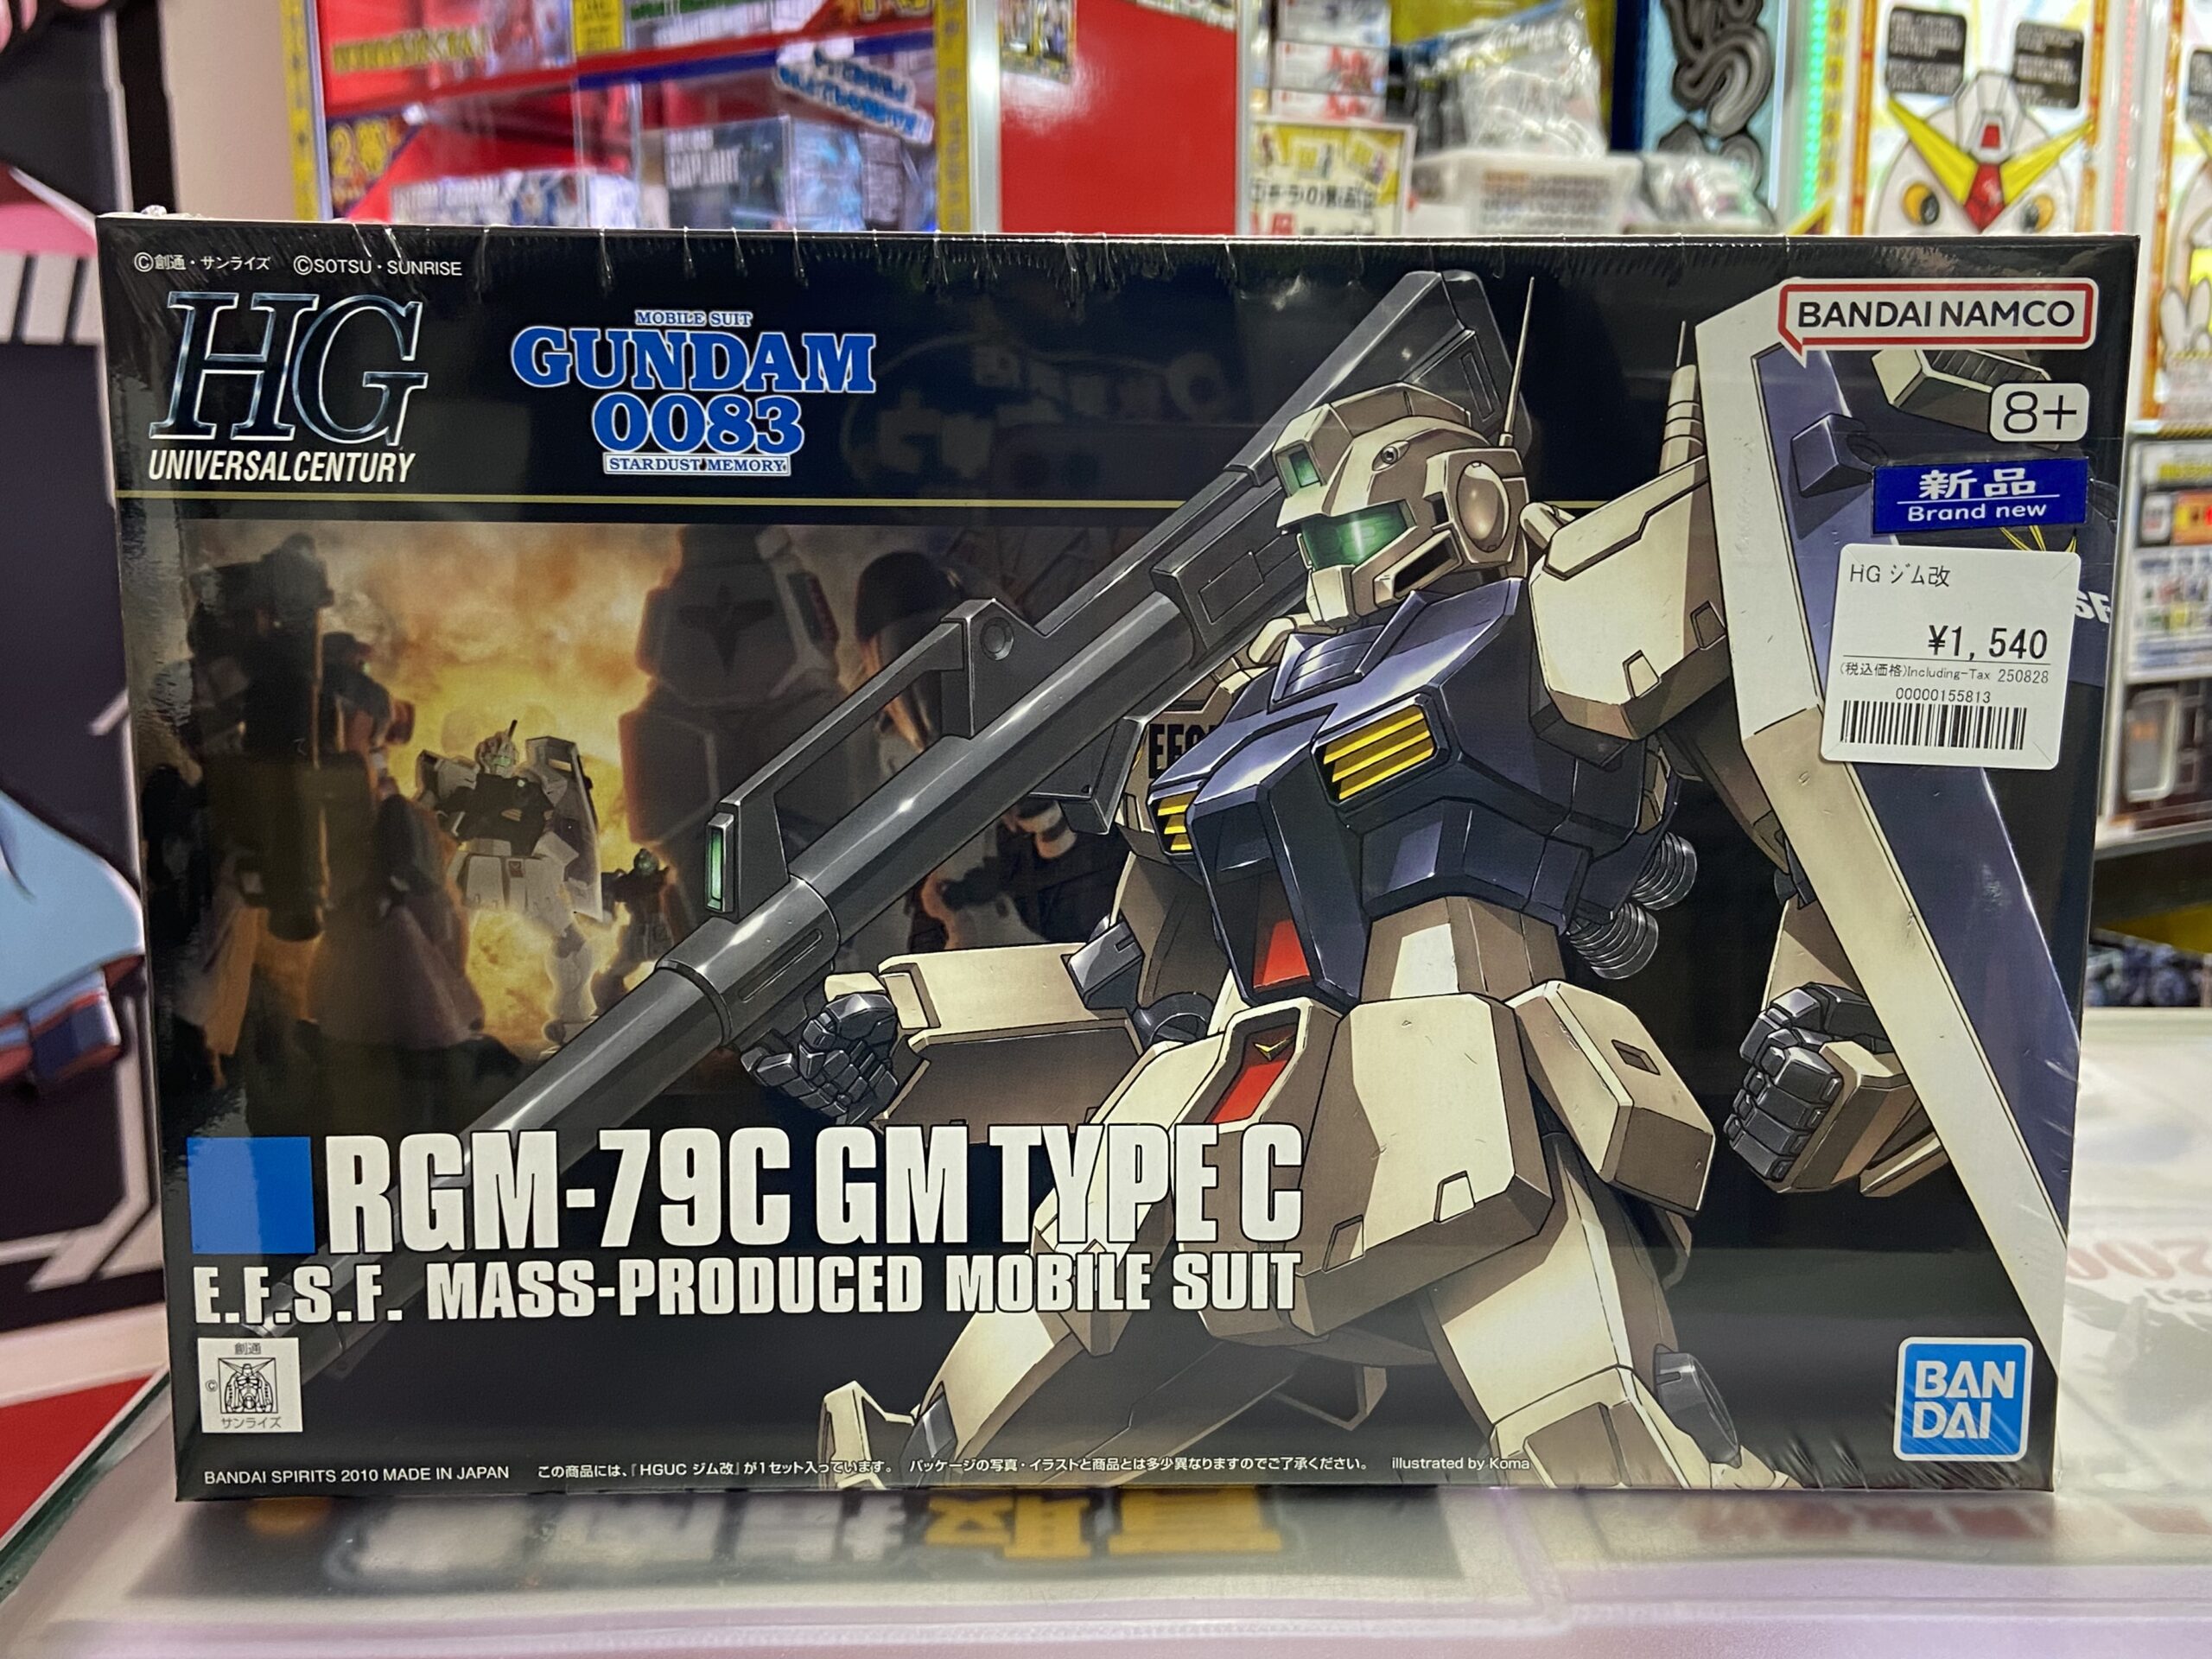 ©創通・サンライズ ©SOTSU・SUNRISE
HG
UNIVERSAL CENTURY
MOBILE SUIT
GUNDAM
0083
STARDUST MEMORY
BANDAI NAMCO
8+
新品
Brand new
HG ジム改
¥1,540
(税込価格)Including-Tax 250828
00000155813
RGM-79C GM TYPE C
E.F.S.F. MASS-PRODUCED MOBILE SUIT
創通
©
サンライズ
BAN
DAI
BANDAI SPIRITS 2010 MADE IN JAPAN この商品には、『HGUC ジム改』が1セット入っています。 パッケージの写真・イラストと商品とは多少異なりますのでご了承ください。 illustrated by Koma